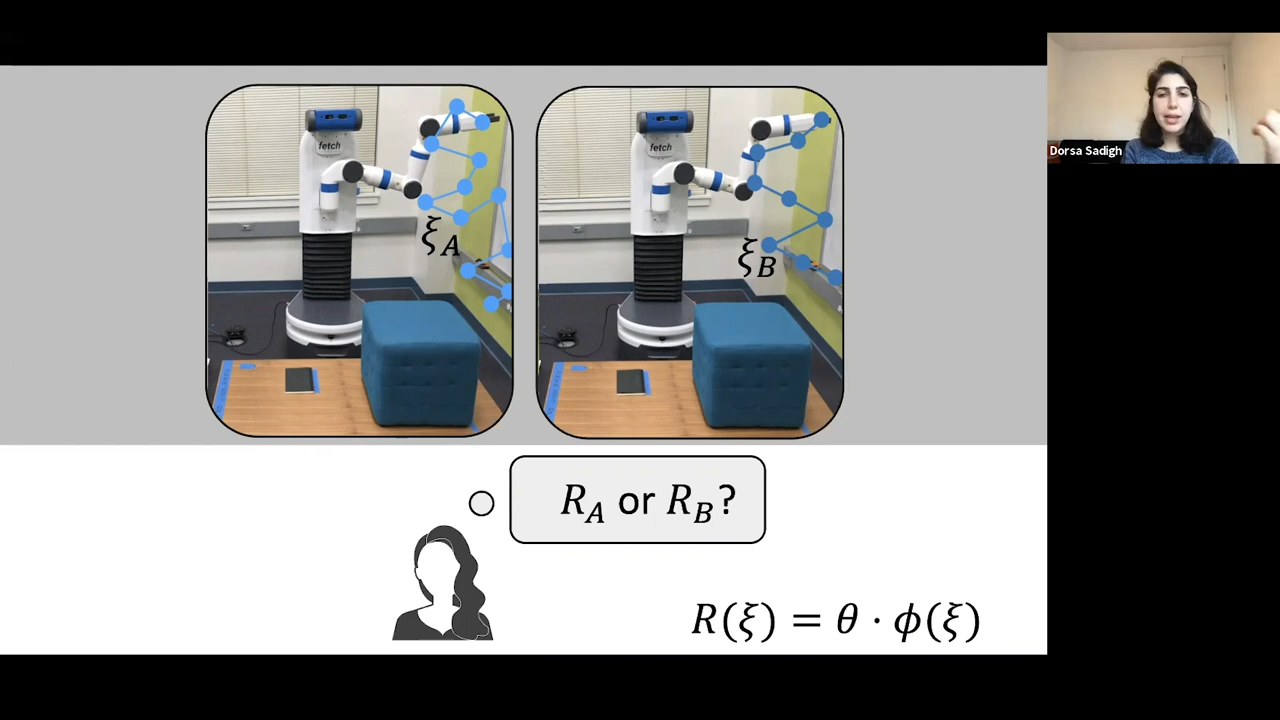 fetch
fetch
ξ_A
ξ_B
Dorsa Sadigh
R_A or R_B?
R(ξ) = θ · ϕ(ξ)